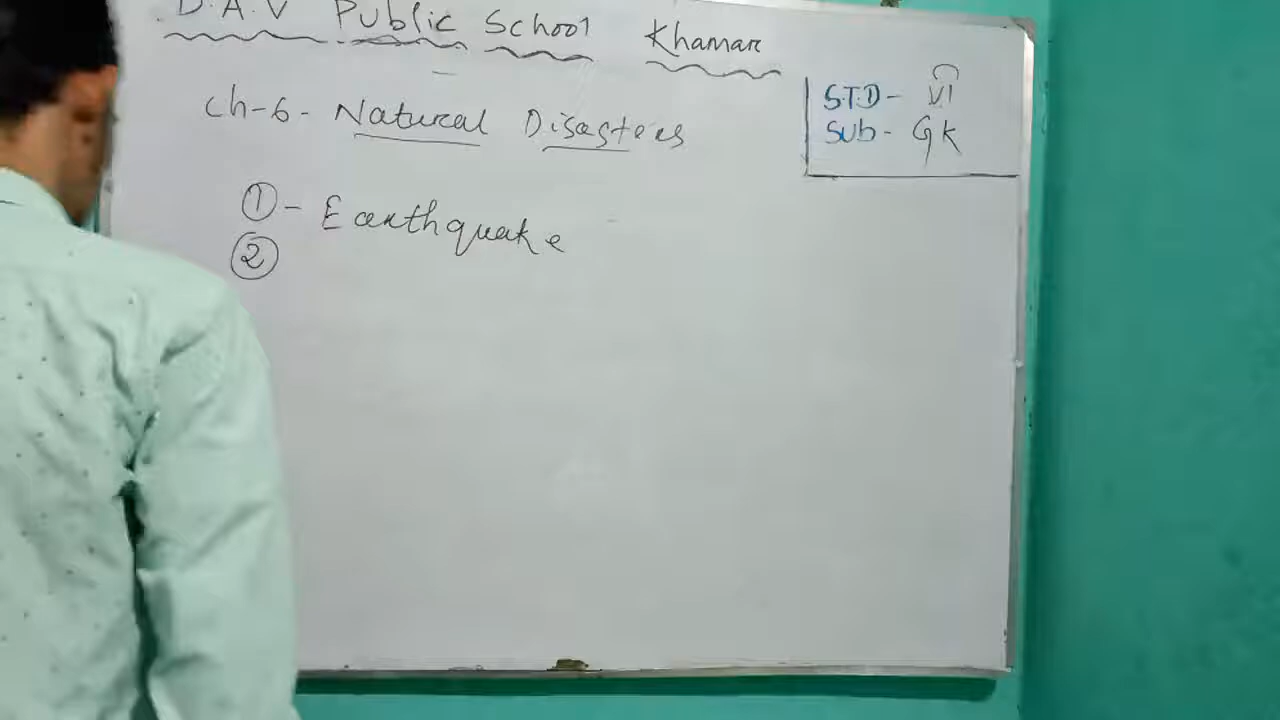 D.A.V Public School Khamar
STD- VI
Sub- GK
Ch-6- Natural Disasters
①- Earthquake
②